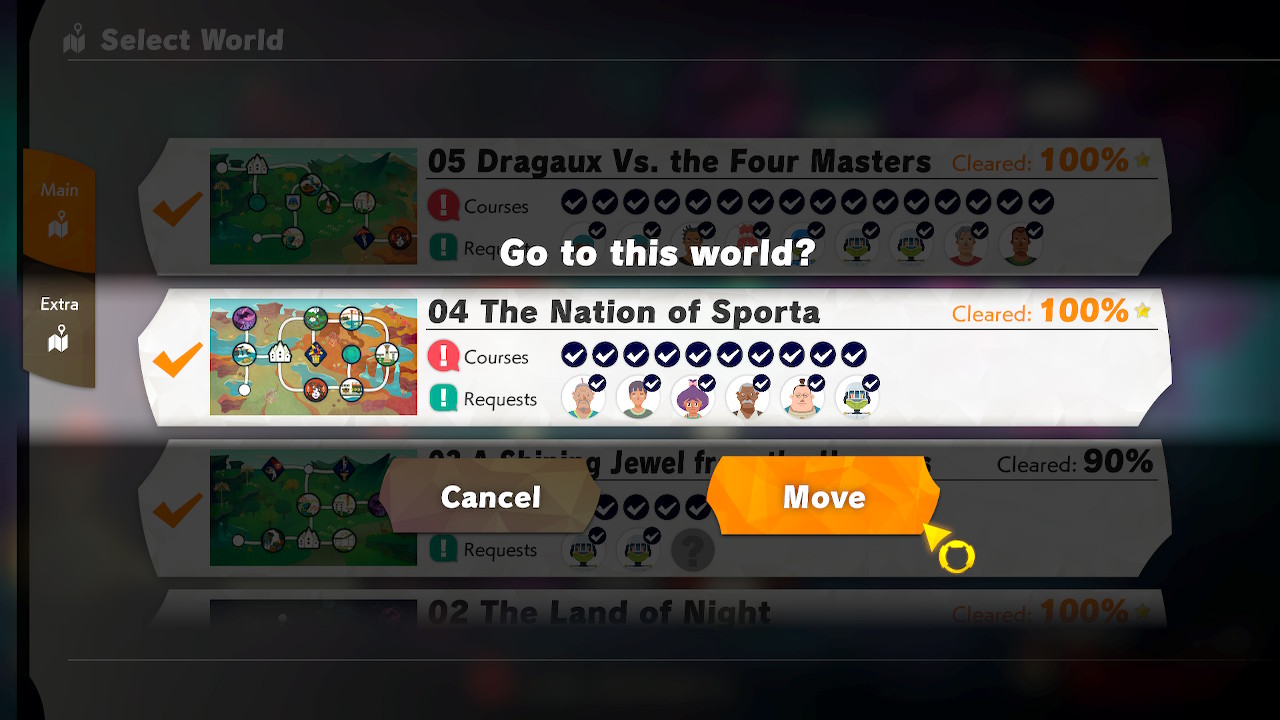 Select World
Main
Extra
05 Dragaux Vs. the Four Masters
Cleared: 100%
! Courses
! Requ
Go to this world?
04 The Nation of Sporta
Cleared: 100%
! Courses
! Requests
Cleared: 90%
Cancel
Move
! Requests
?
02 The Land of Night
Cleared: 100%